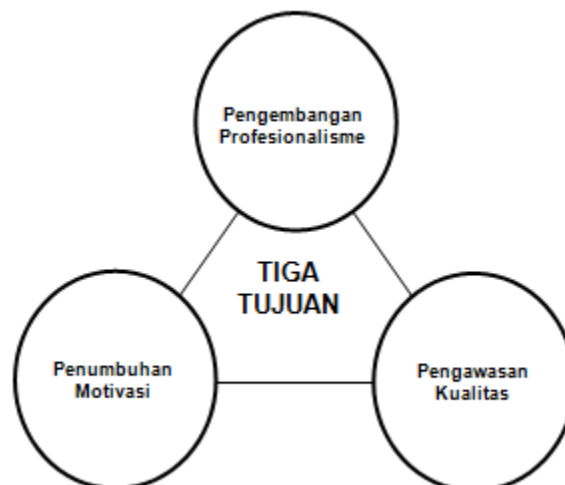 Pengembangan
Profesionalisme
TIGA
TUJUAN
Penumbuhan
Motivasi
Pengawasan
Kualitas